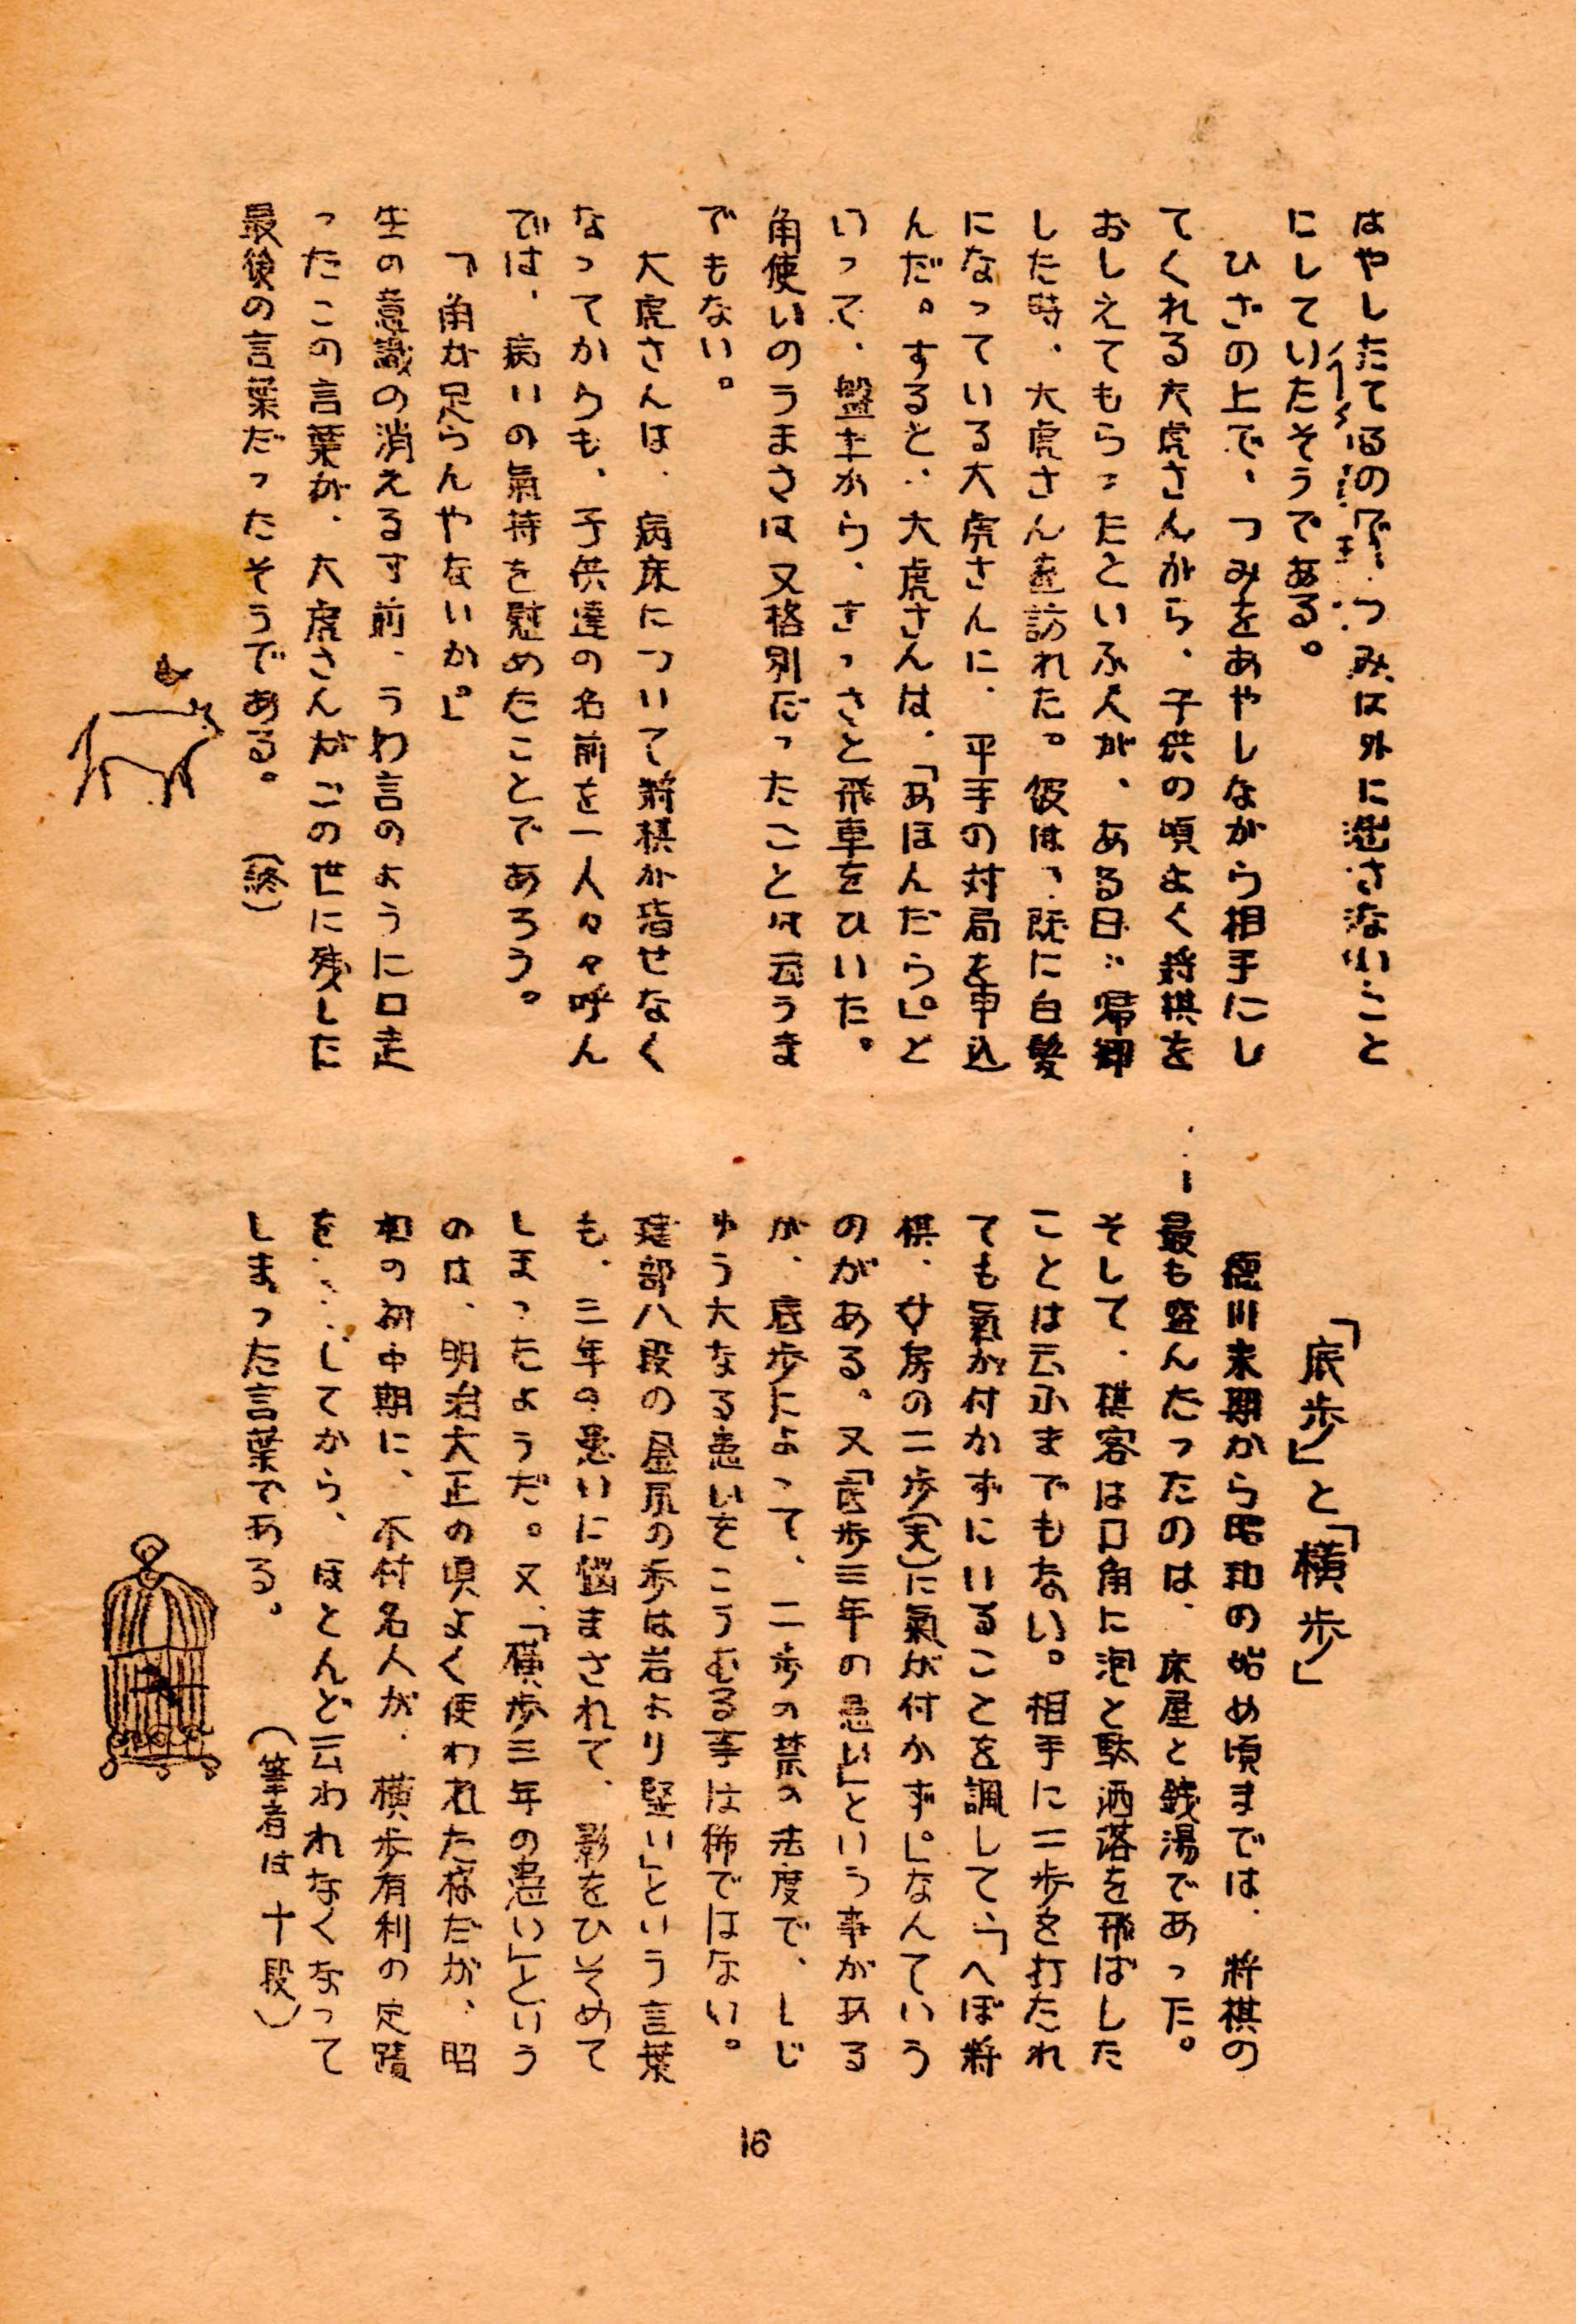 はやしたてるので、つみは外に逃さないこと
にしていたそうである。
ひざの上で、つみをあやしながら相手にし
てくれる大虎さんから、子供の頃よく将棋を
おしえてもらったといふ人が、ある日、帰郷
した時、大虎さんを訪れた。彼は、既に白髪
になっている大虎さんに、平手の対局を申込
んだ。すると、大虎さんは、「あほんだら。」と
いって、盤上から、さっさと飛車をひいた。
角使いのうまさは又格別だったことは云うま
でもない。
大虎さんは、病床について将棋が指せなく
なってからも、子供達の名前を一人々々呼ん
では、病いの氣持を慰めたことであろう。
「角が足らんやないか。」
生の意識の消えるす前、うわ言のように口走
ったこの言葉が、大虎さんがこの世に残した
最後の言葉だったそうである。 (終)
「底歩」と「横歩」
徳川末期から昭和の始め頃までは、将棋の
最も盛んだったのは、床屋と銭湯であった。
そして、棋客は口角に泡と駄洒落を飛ばした
ことは云ふまでもない。相手に二歩を打たれ
ても氣が付かずにいることを諷して、「へぼ将
棋、女房の二歩(夫)に氣が付かず。」なんていう
のがある。又「底歩三年の患い」という事がある
が、底歩によって、二歩の禁の法度で、しじ
ゅう大なる患いをこうむる事は稀ではない。
建部八段の屋尻の歩は岩より堅い」という言葉
も、三年の患いに悩まされて、影をひそめて
しまったようだ。又、「横歩三年の患い」という
のは、明治大正の頃よく使われた様だが、昭
和の初中期に、木村名人が、横歩有利の定蹟
を してから、ほとんど云われなくなって
しまった言葉である。 (筆者は十段)
16